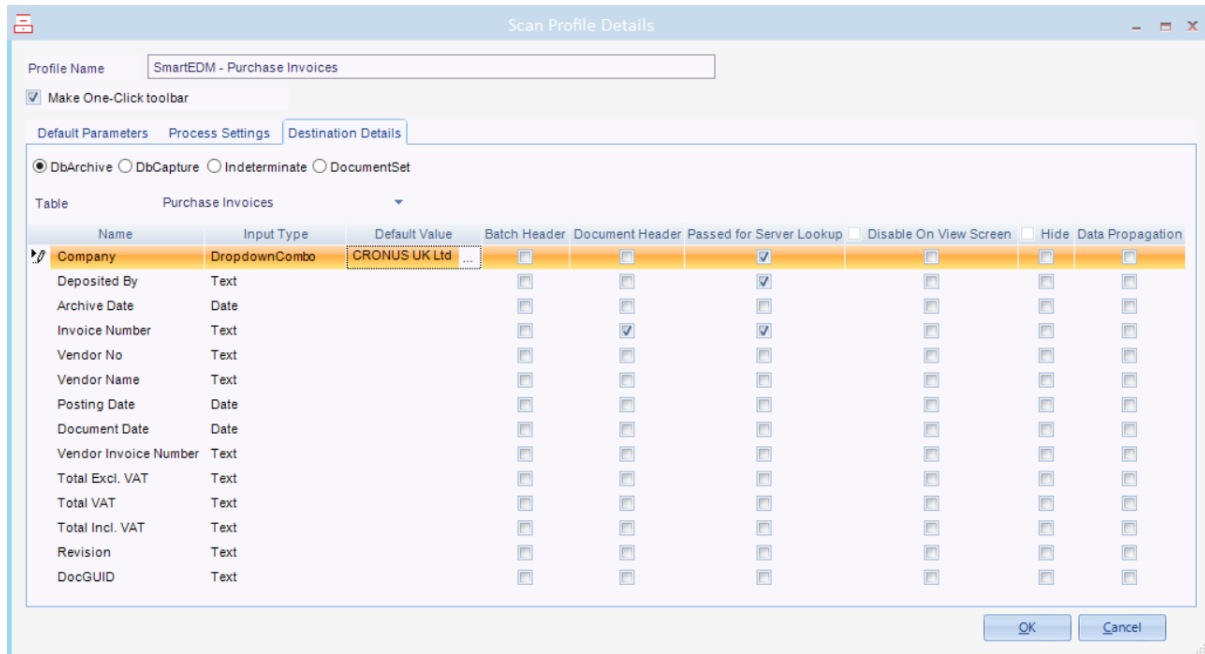 Scan Profile Details
Profile Name SmartEDM - Purchase Invoices
Make One-Click toolbar
Default Parameters Process Settings Destination Details
DbArchive DbCapture Indeterminate DocumentSet
Table Purchase Invoices
Name Input Type Default Value Batch Header Document Header Passed for Server Lookup Disable On View Screen Hide Data Propagation
Company DropdownCombo CRONUS UK Ltd ...
Deposited By Text
Archive Date Date
Invoice Number Text
Vendor No Text
Vendor Name Text
Posting Date Date
Document Date Date
Vendor Invoice Number Text
Total Excl. VAT Text
Total VAT Text
Total Incl. VAT Text
Revision Text
DocGUID Text
OK Cancel